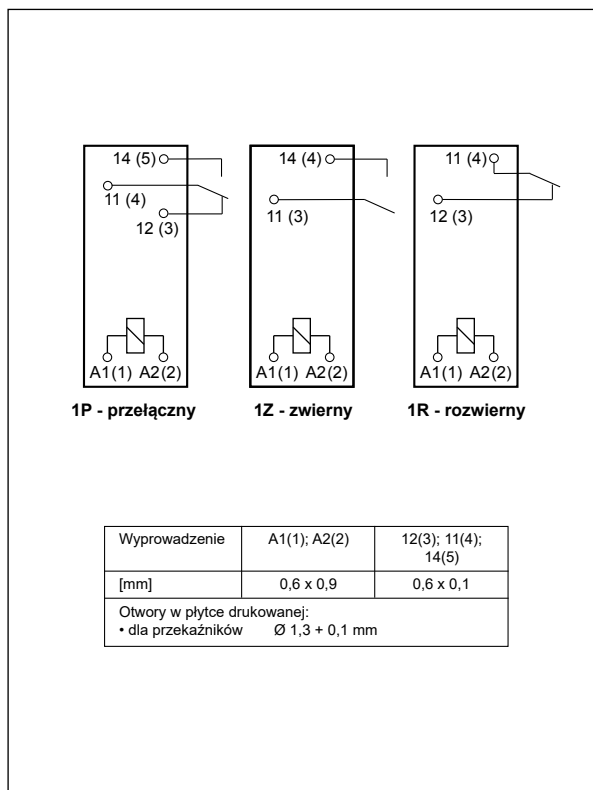 14 (5)
11 (4)
12 (3)
A1(1) A2(2)
1P - przełączny
14 (4)
11 (3)
A1(1) A2(2)
1Z - zwierny
11 (4)
12 (3)
A1(1) A2(2)
1R - rozwierny
Wyprowadzenie A1(1); A2(2) 12(3); 11(4);
14(5)
[mm] 0,6 x 0,9 0,6 x 0,1
Otwory w płytce drukowanej:
• dla przekaźników Ø 1,3 + 0,1 mm